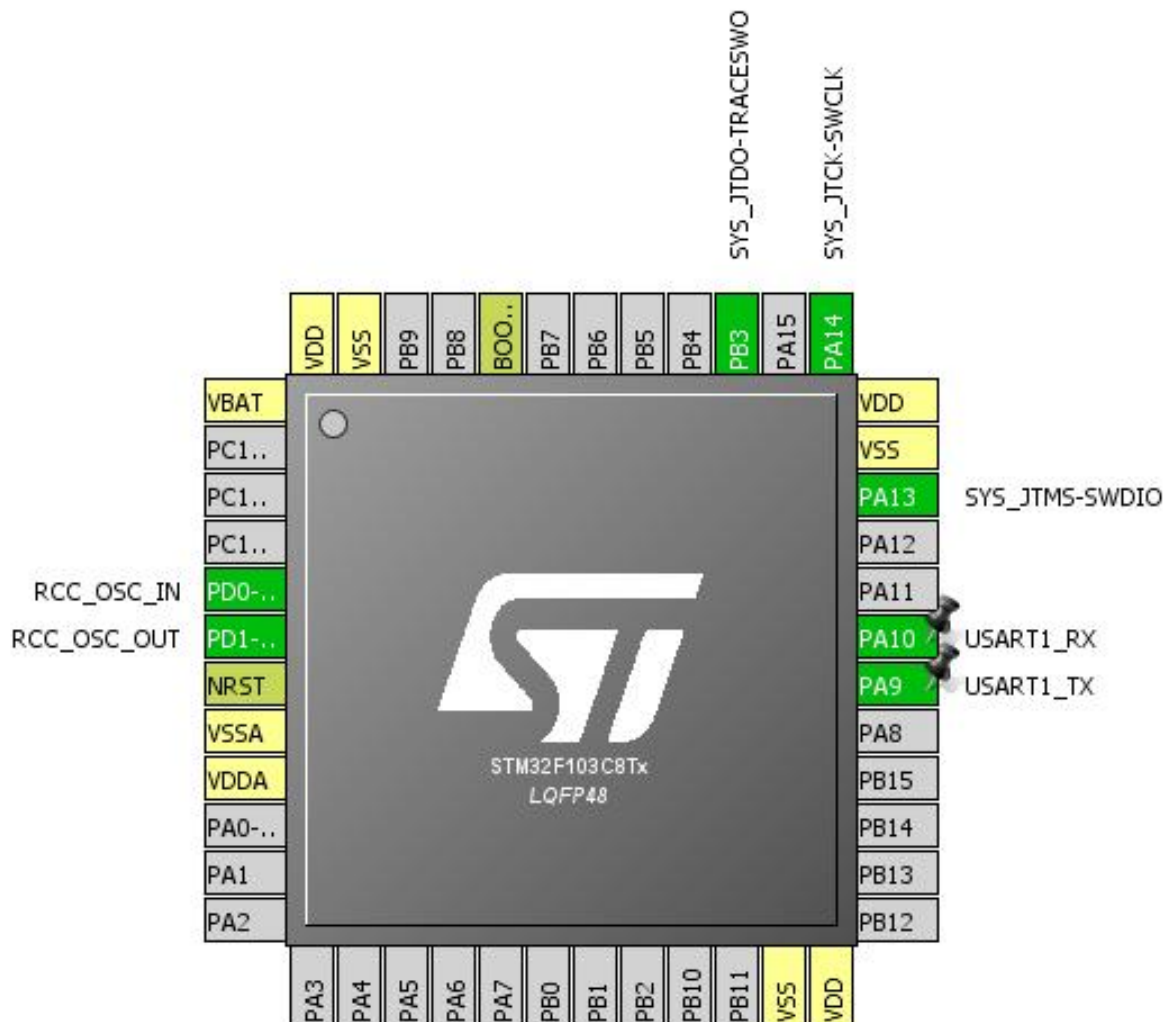 SYS_JTDO-TRACESWO
SYS_JTCK-SWCLK
VDD
VSS
PB9
PB8
BOO..
PB7
PB6
PB5
PB4
PB3
PA15
PA14
VBAT
PC1..
PC1..
PC1..
RCC_OSC_IN PD0-..
RCC_OSC_OUT PD1-..
NRST
VSSA
VDDA
PA0-..
PA1
PA2
ST
STM32F103C8Tx
LQFP48
VDD
VSS
PA13 SYS_JTMS-SWDIO
PA12
PA11
PA10 USART1_RX
PA9 USART1_TX
PA8
PB15
PB14
PB13
PB12
PA3
PA4
PA5
PA6
PA7
PB0
PB1
PB2
PB10
PB11
VSS
VDD